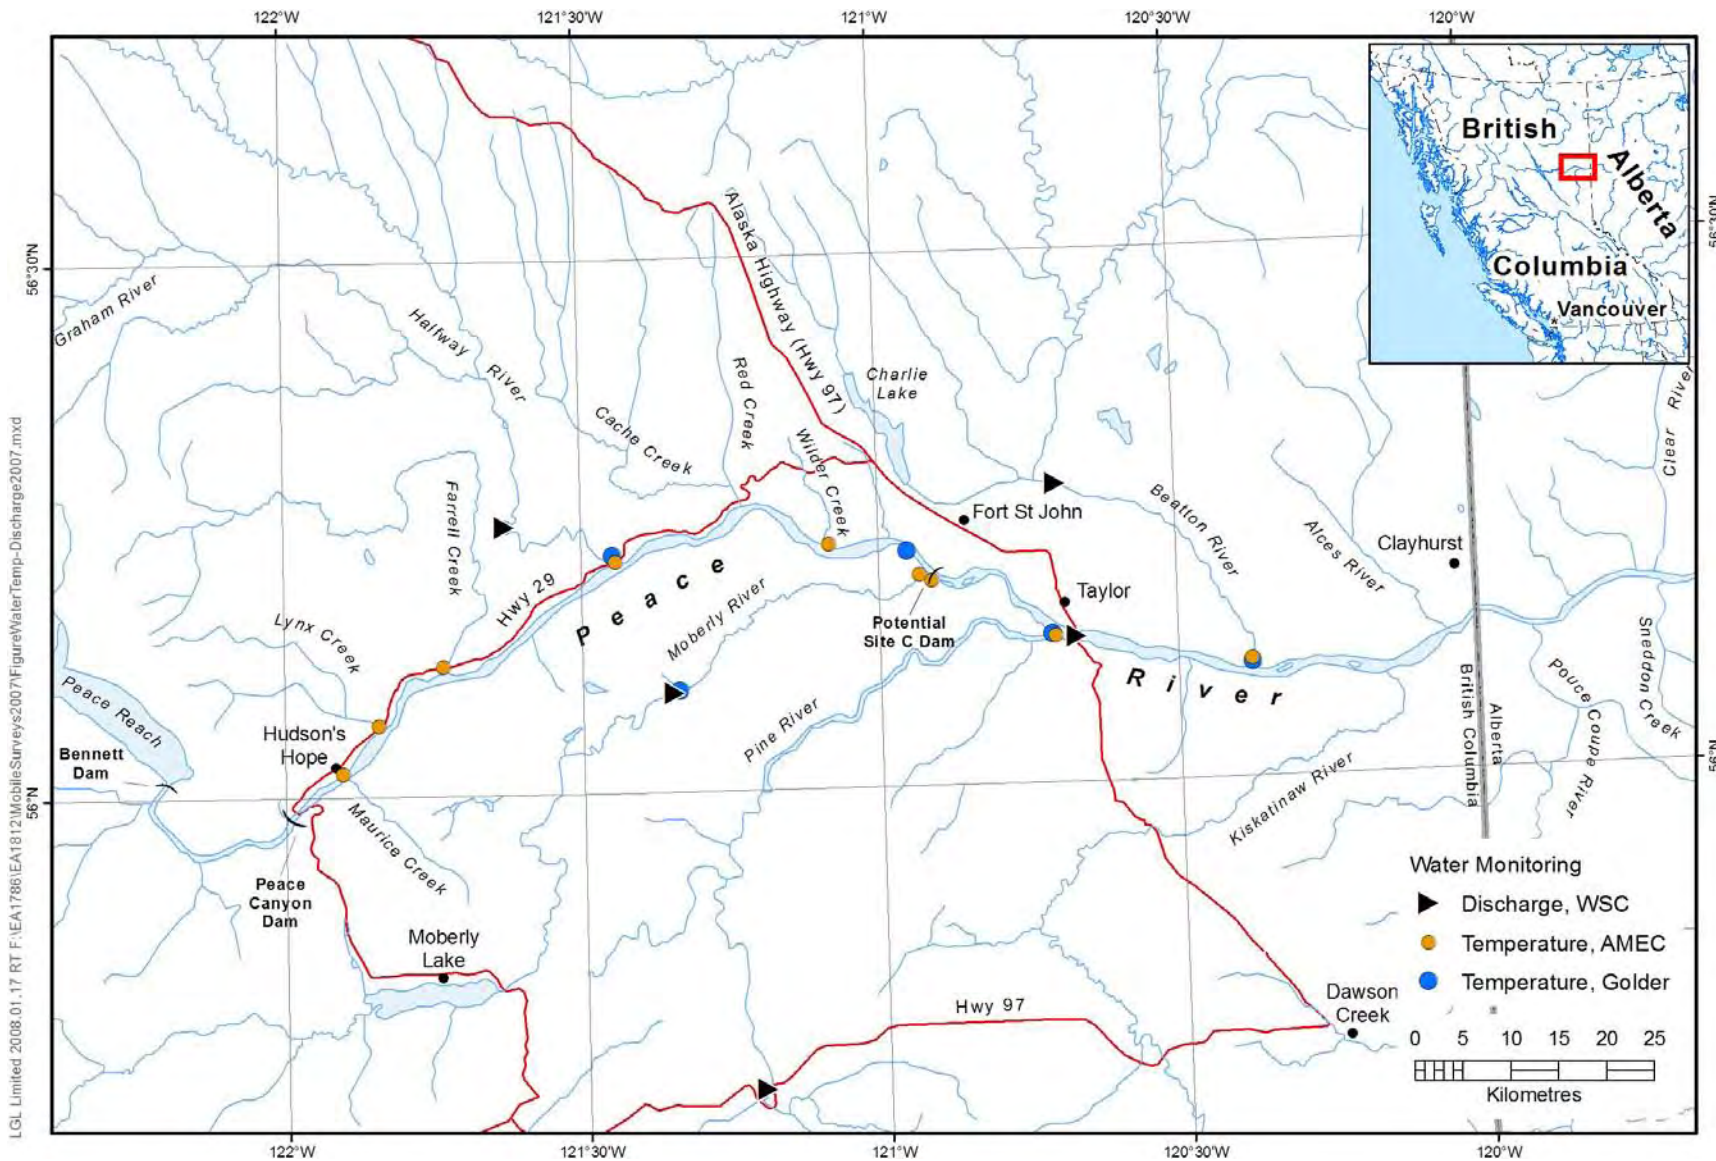 122°W
121°30'W
121°W
120°30'W
120°W
56°30'N
56°30'N
56°N
56°N
British
Columbia
Alberta
Vancouver
Graham River
Halfway
River
Alaska Highway (Hwy 97)
Red Creek
Charlie
Lake
Cache Creek
Wilder Creek
Farrell Creek
Fort St John
Beatton River
Alces River
Clayhurst
Clear River
Hwy 29
Peace
River
Moberly River
Potential
Site C Dam
Taylor
Lynx Creek
Peace Reach
Bennett
Dam
Hudson's
Hope
Pine River
Maurice Creek
Peace
Canyon
Dam
Moberly
Lake
Kiskatinaw River
British Columbia
Alberta
Pouce Coupe River
Sneddon Creek
Hwy 97
Dawson
Creek
Water Monitoring
Discharge, WSC
Temperature, AMEC
Temperature, Golder
0 5 10 15 20 25
Kilometres
122°W
121°30'W
121°W
120°30'W
120°W
LGL Limited 2008.01.17 RT F:\EA1786\EA1812\MobileSurveys2007\FigureWaterTemp-Discharge2007.mxd